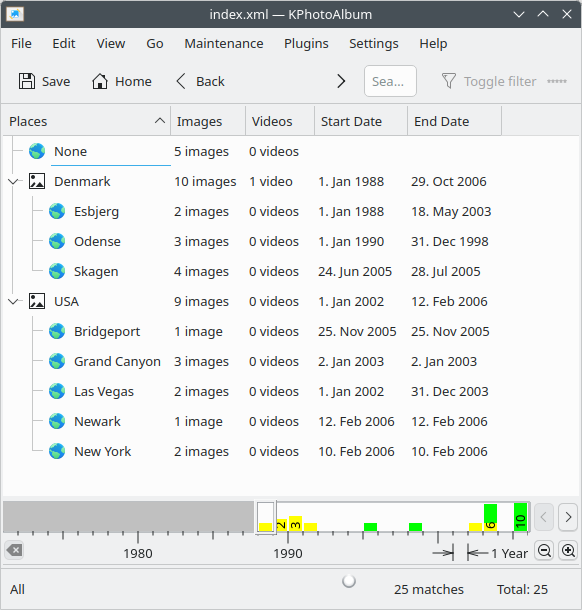 index.xml — KPhotoAlbum
File Edit View Go Maintenance Plugins Settings Help
Save Home Back Sea... Toggle filter
Places Images Videos Start Date End Date
None 5 images 0 videos
Denmark 10 images 1 video 1. Jan 1988 29. Oct 2006
Esbjerg 2 images 0 videos 1. Jan 1988 18. May 2003
Odense 3 images 0 videos 1. Jan 1990 31. Dec 1998
Skagen 4 images 0 videos 24. Jun 2005 28. Jul 2005
USA 9 images 0 videos 1. Jan 2002 12. Feb 2006
Bridgeport 1 image 0 videos 25. Nov 2005 25. Nov 2005
Grand Canyon 3 images 0 videos 2. Jan 2003 2. Jan 2003
Las Vegas 2 images 0 videos 1. Jan 2002 31. Dec 2003
Newark 1 image 0 videos 12. Feb 2006 12. Feb 2006
New York 2 images 0 videos 10. Feb 2006 10. Feb 2006
2 3 6 10
1980 1990 1 Year
All 25 matches Total: 25